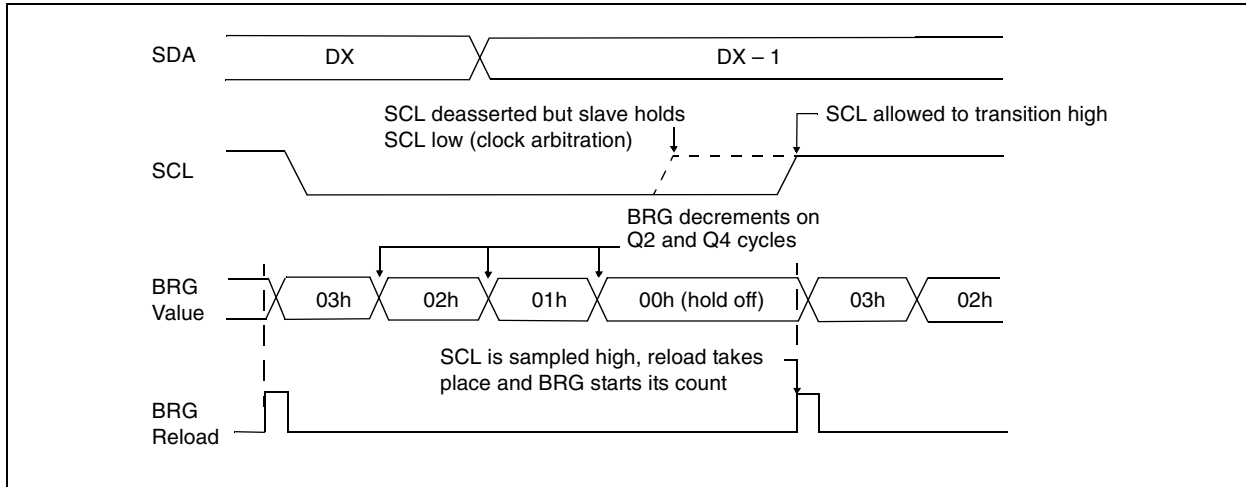 SDA
DX
DX – 1
SCL deasserted but slave holds
SCL low (clock arbitration)
SCL allowed to transition high
SCL
BRG decrements on
Q2 and Q4 cycles
BRG
Value
03h
02h
01h
00h (hold off)
03h
02h
SCL is sampled high, reload takes
place and BRG starts its count
BRG
Reload